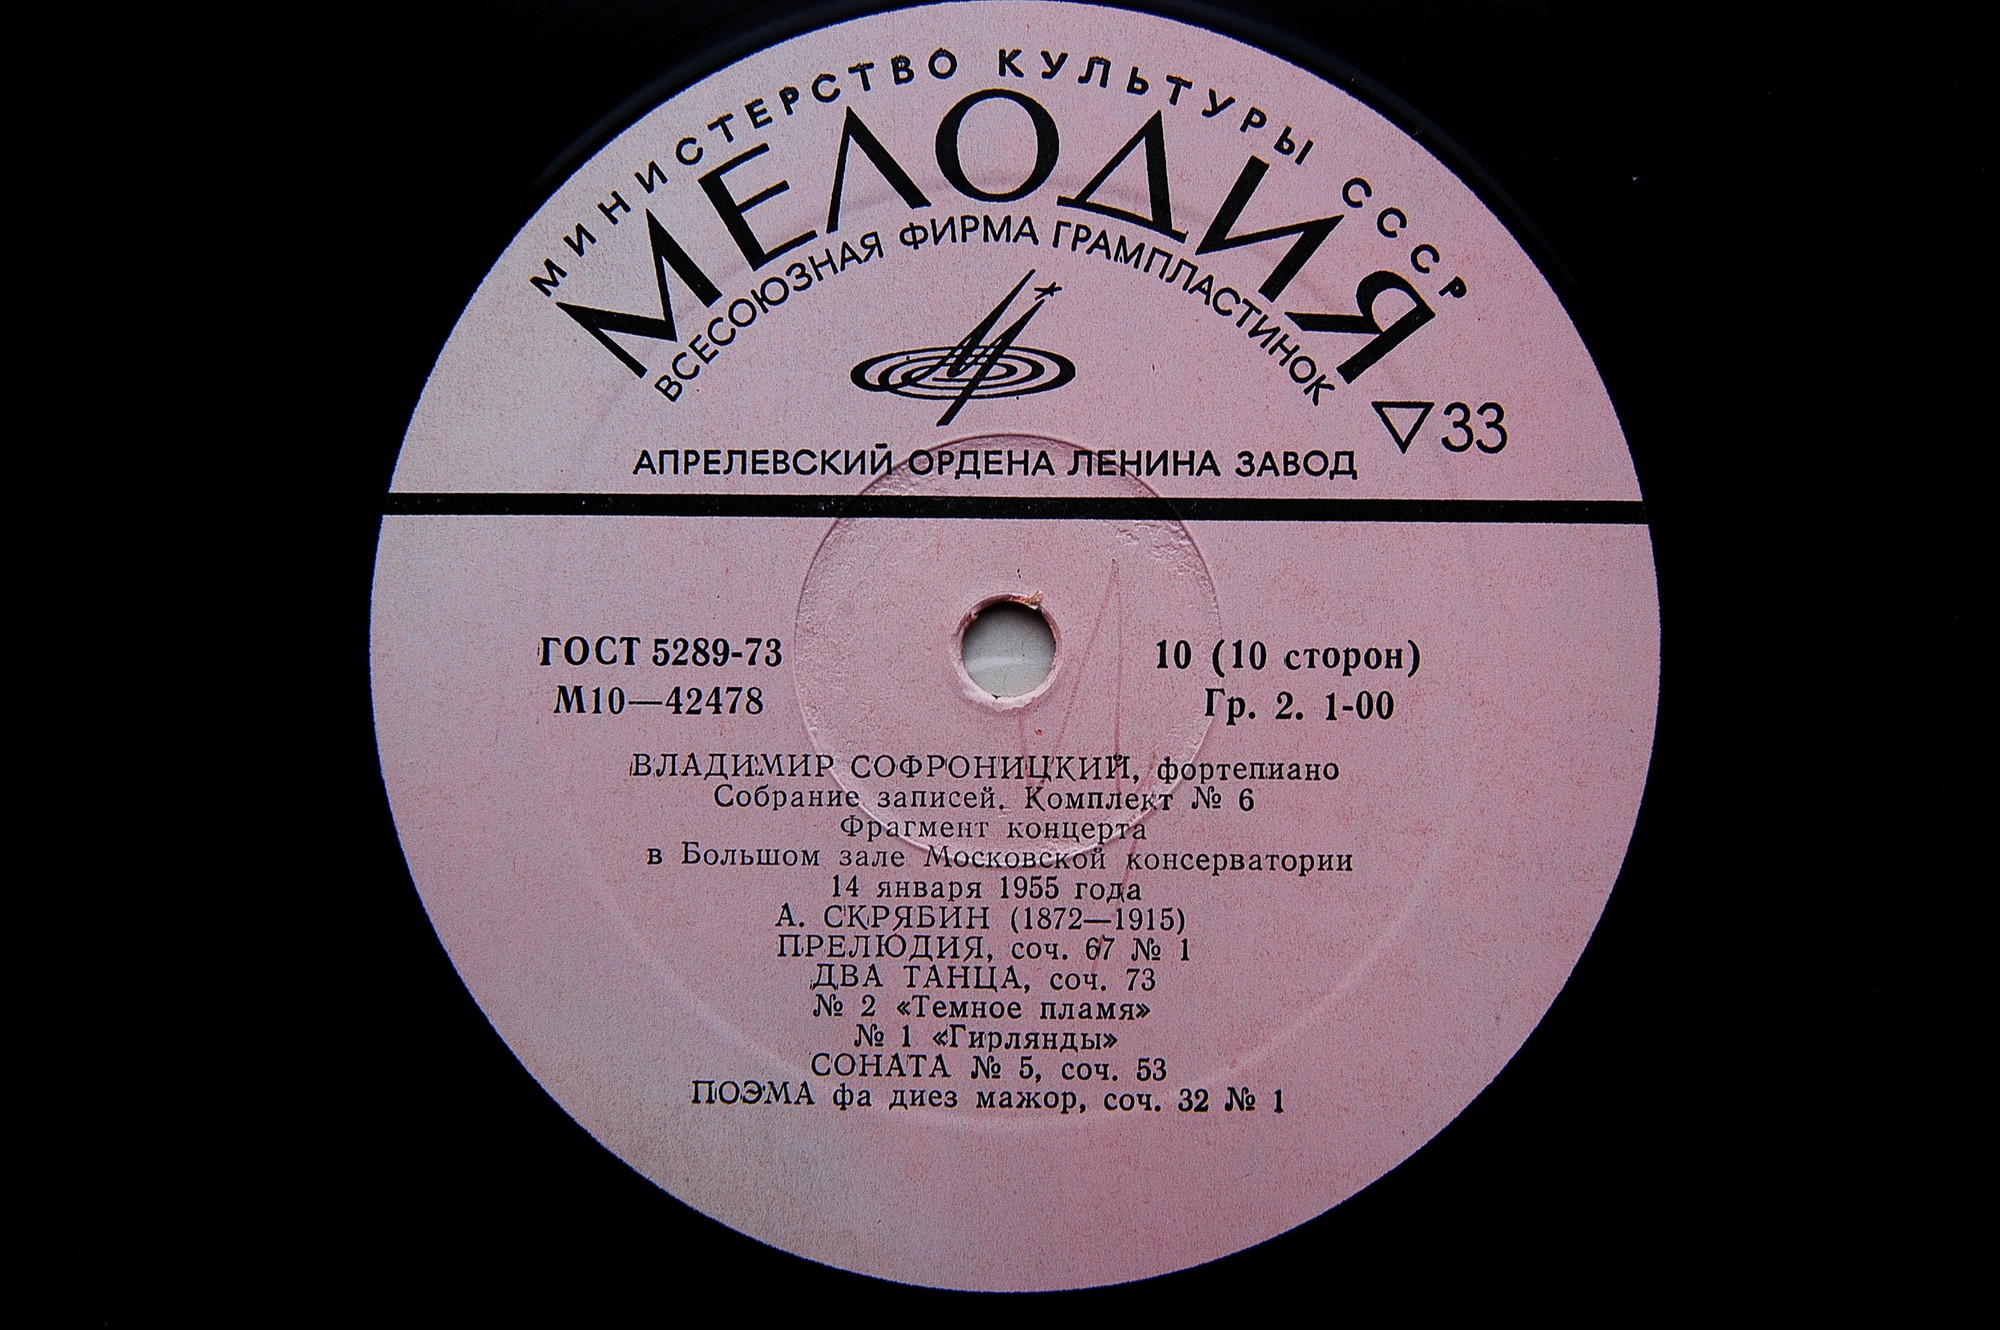 МИНИСТЕРСТВО КУЛЬТУРЫ СССР
МЕЛОДИЯ
ВСЕСОЮЗНАЯ ФИРМА ГРАМПЛАСТИНОК
▽33
АПРЕЛЕВСКИЙ ОРДЕНА ЛЕНИНА ЗАВОД
ГОСТ 5289-73
М10—42478
10 (10 сторон)
Гр. 2. 1-00
ВЛАДИМИР СОФРОНИЦКИЙ, фортепиано
Собрание записей. Комплект № 6
Фрагмент концерта
в Большом зале Московской консерватории
14 января 1955 года
А. СКРЯБИН (1872—1915)
ПРЕЛЮДИЯ, соч. 67 № 1
ДВА ТАНЦА, соч. 73
№ 2 «Темное пламя»
№ 1 «Гирлянды»
СОНАТА № 5, соч. 53
ПОЭМА фа диез мажор, соч. 32 № 1